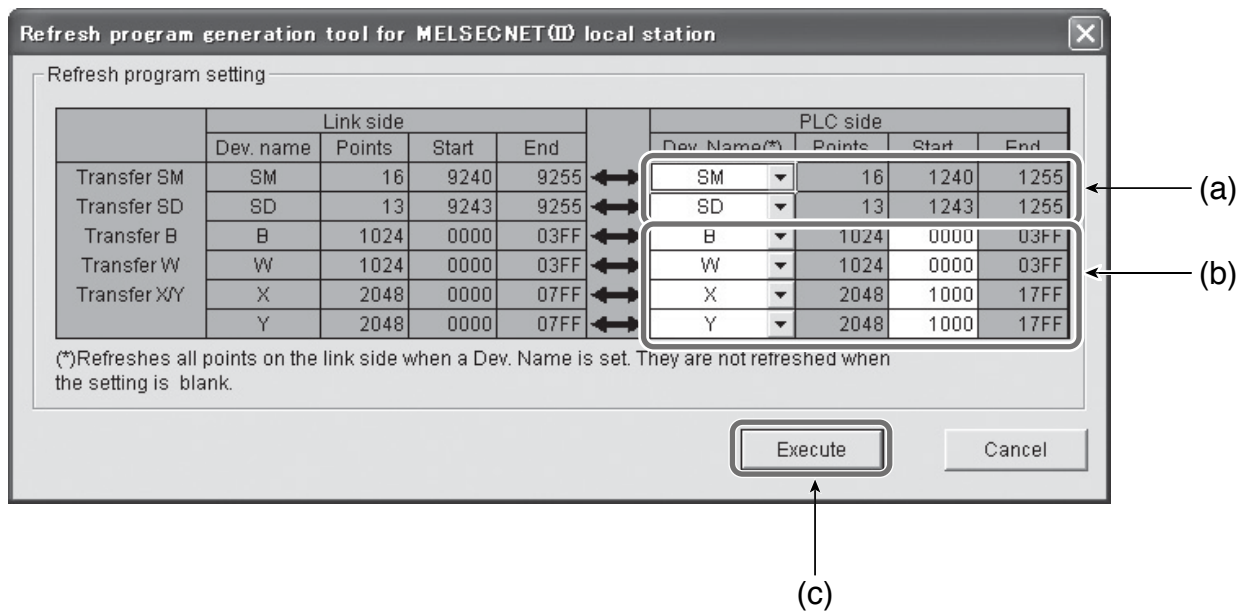 Refresh program generation tool for MELSECNET(II) local station
Refresh program setting
Link side PLC side
Dev. name Points Start End Dev. Name(*) Points Start End
Transfer SM SM 16 9240 9255 SM 16 1240 1255
(a)
Transfer SD SD 13 9243 9255 SD 13 1243 1255
Transfer B B 1024 0000 03FF B 1024 0000 03FF
Transfer W W 1024 0000 03FF W 1024 0000 03FF
(b)
Transfer X/Y X 2048 0000 07FF X 2048 1000 17FF
Y 2048 0000 07FF Y 2048 1000 17FF
(*)Refreshes all points on the link side when a Dev. Name is set. They are not refreshed when
the setting is blank.
Execute Cancel
(c)